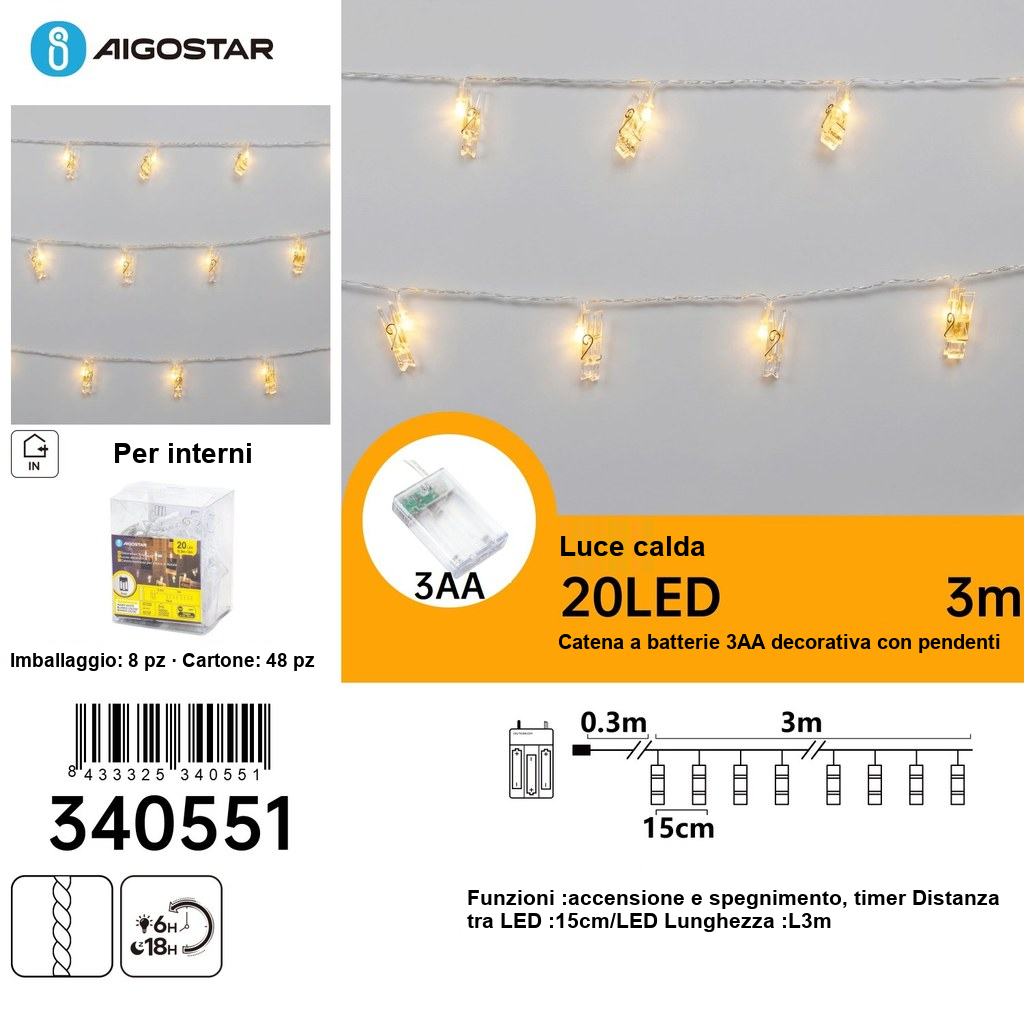 AIGOSTAR
IN
Per interni
AIGOSTAR
20
Imballaggio: 8 pz · Cartone: 48 pz
8 433325 340551
340551
6H
18H
3AA
Luce calda
20LED 3m
Catena a batterie 3AA decorativa con pendenti
0.3m 3m
15cm
Funzioni :accensione e spegnimento, timer Distanza
tra LED :15cm/LED Lunghezza :L3m